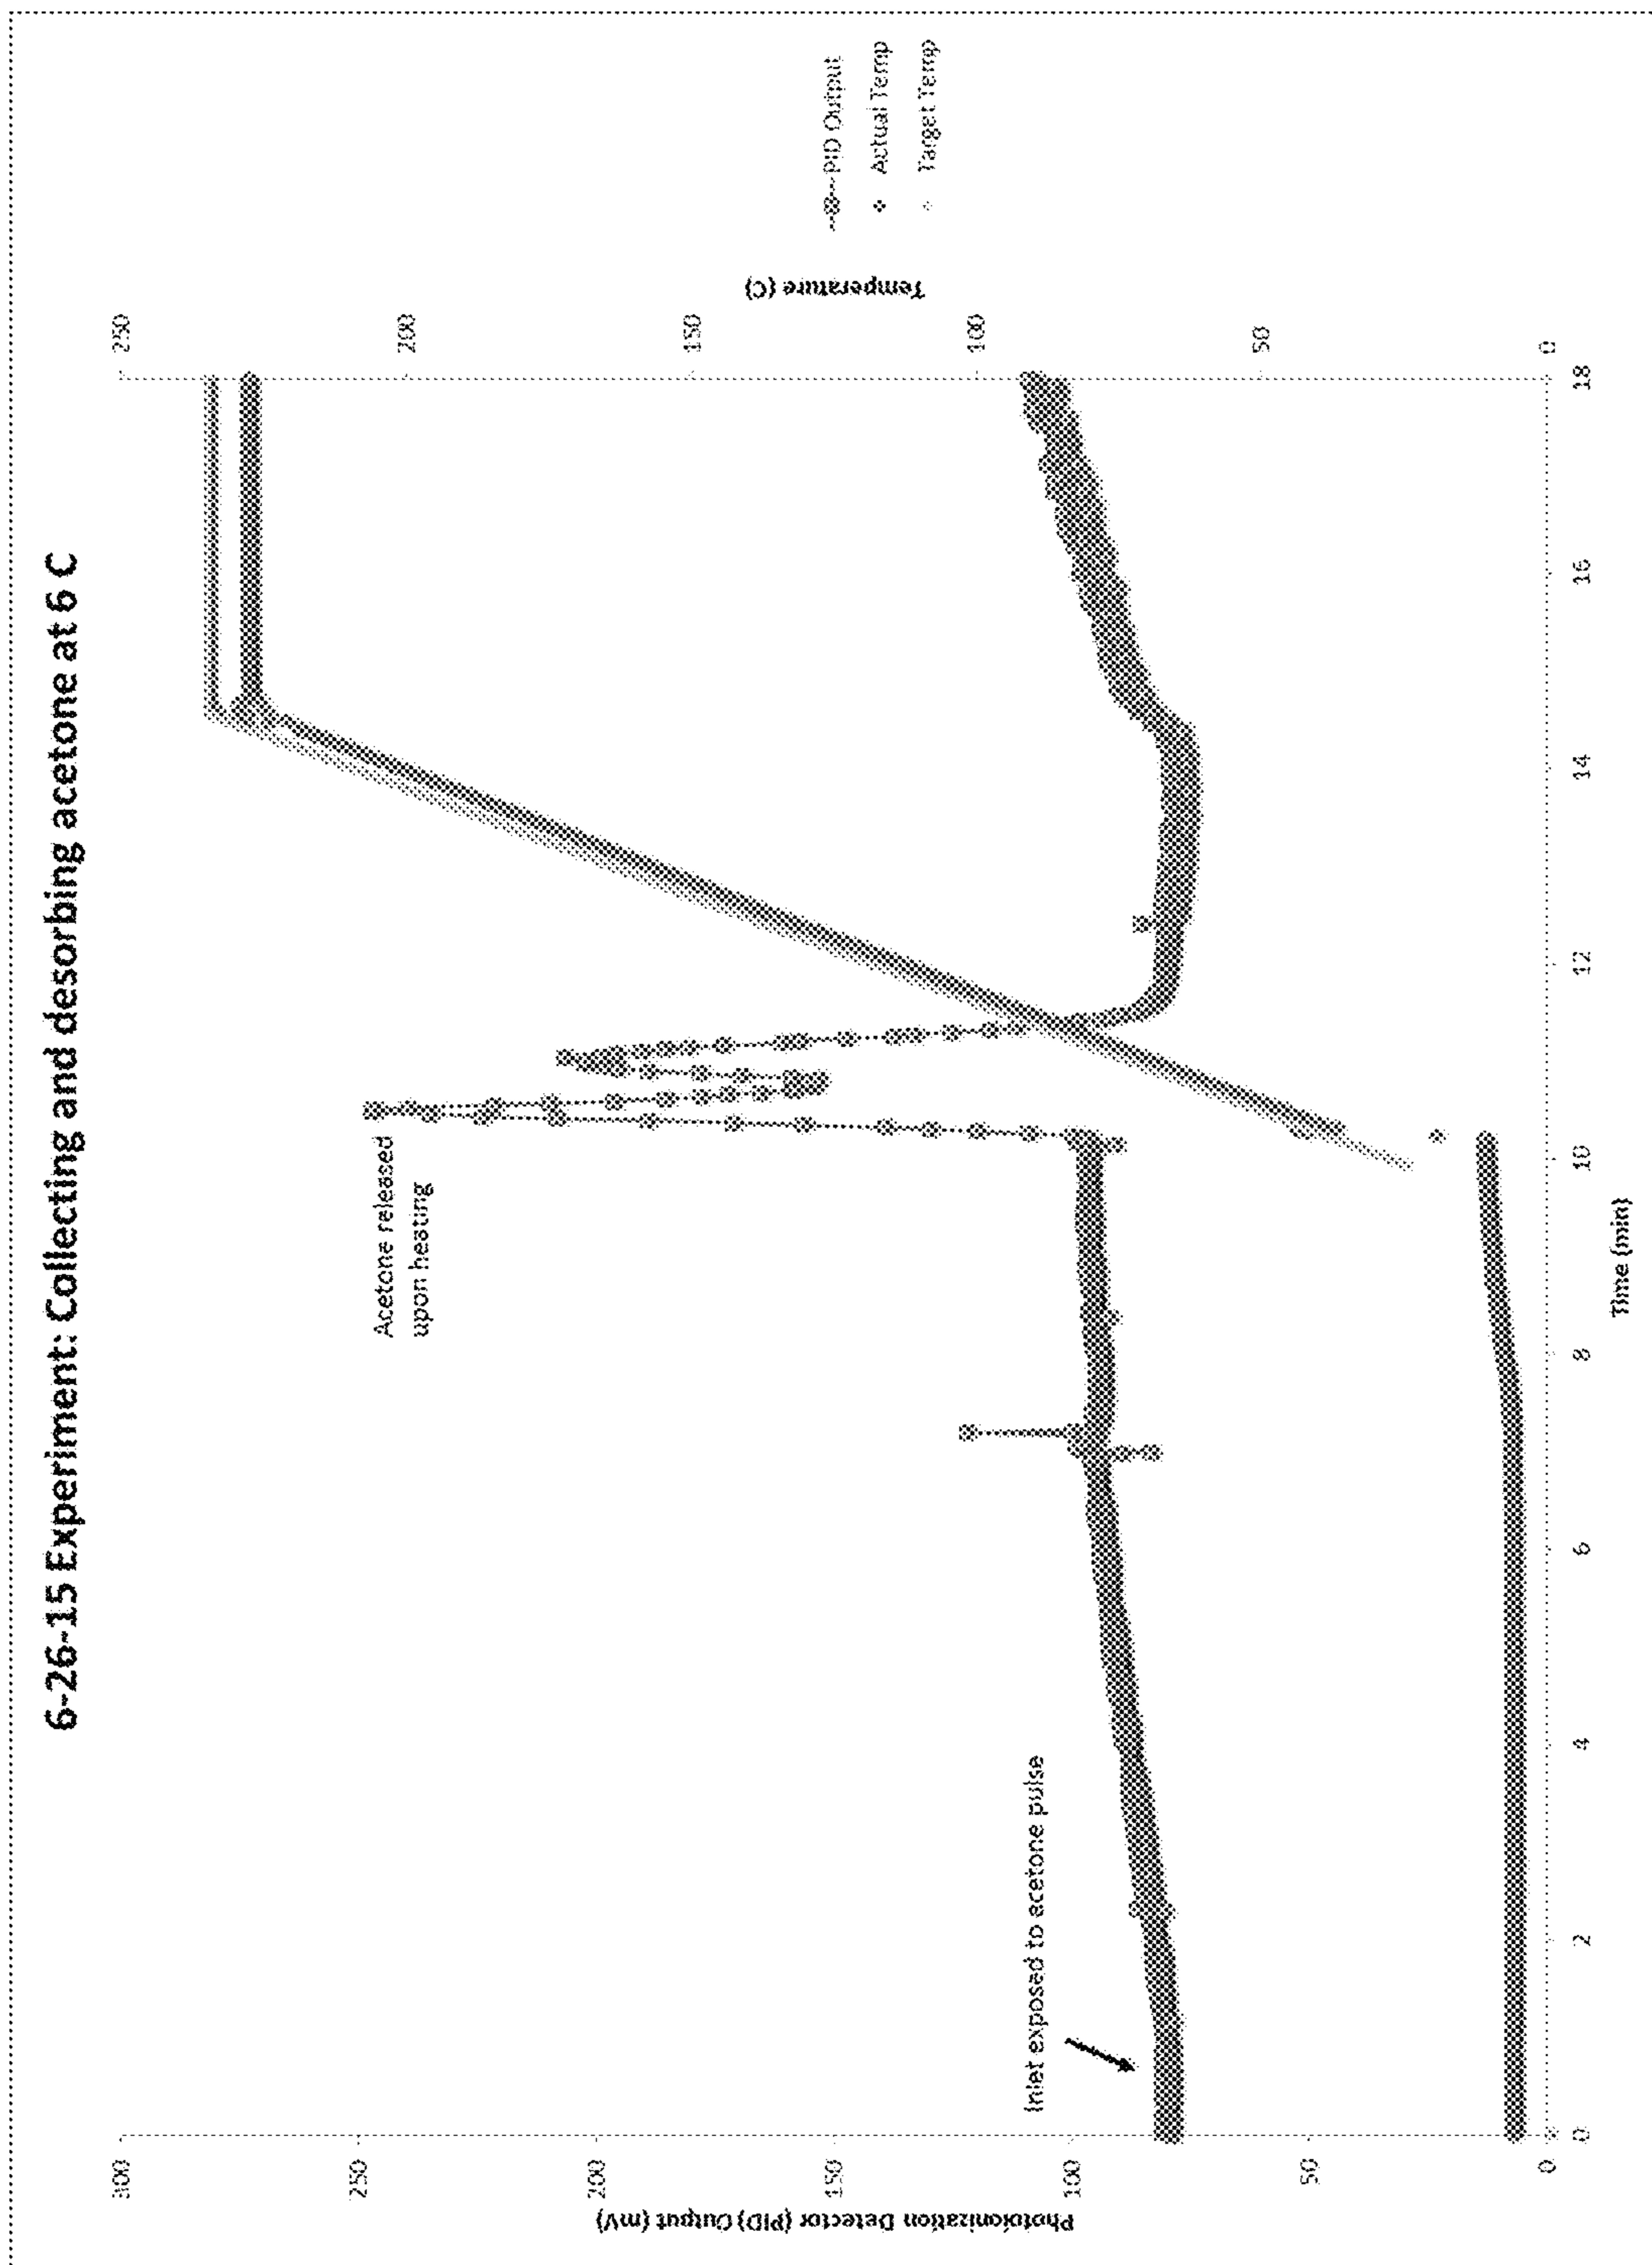 6-26-15 Experiment: Collecting and desorbing acetone at 6 C
Photoionization Detector (PID) Output (mV)
300
250
200
150
100
50
0
Inlet exposed to acetone pulse
Acetone released
upon heating
0
2
4
6
8
10
12
14
16
18
Time (min)
250
200
150
100
50
0
Temperature (C)
PID Output
Actual Temp
Target Temp